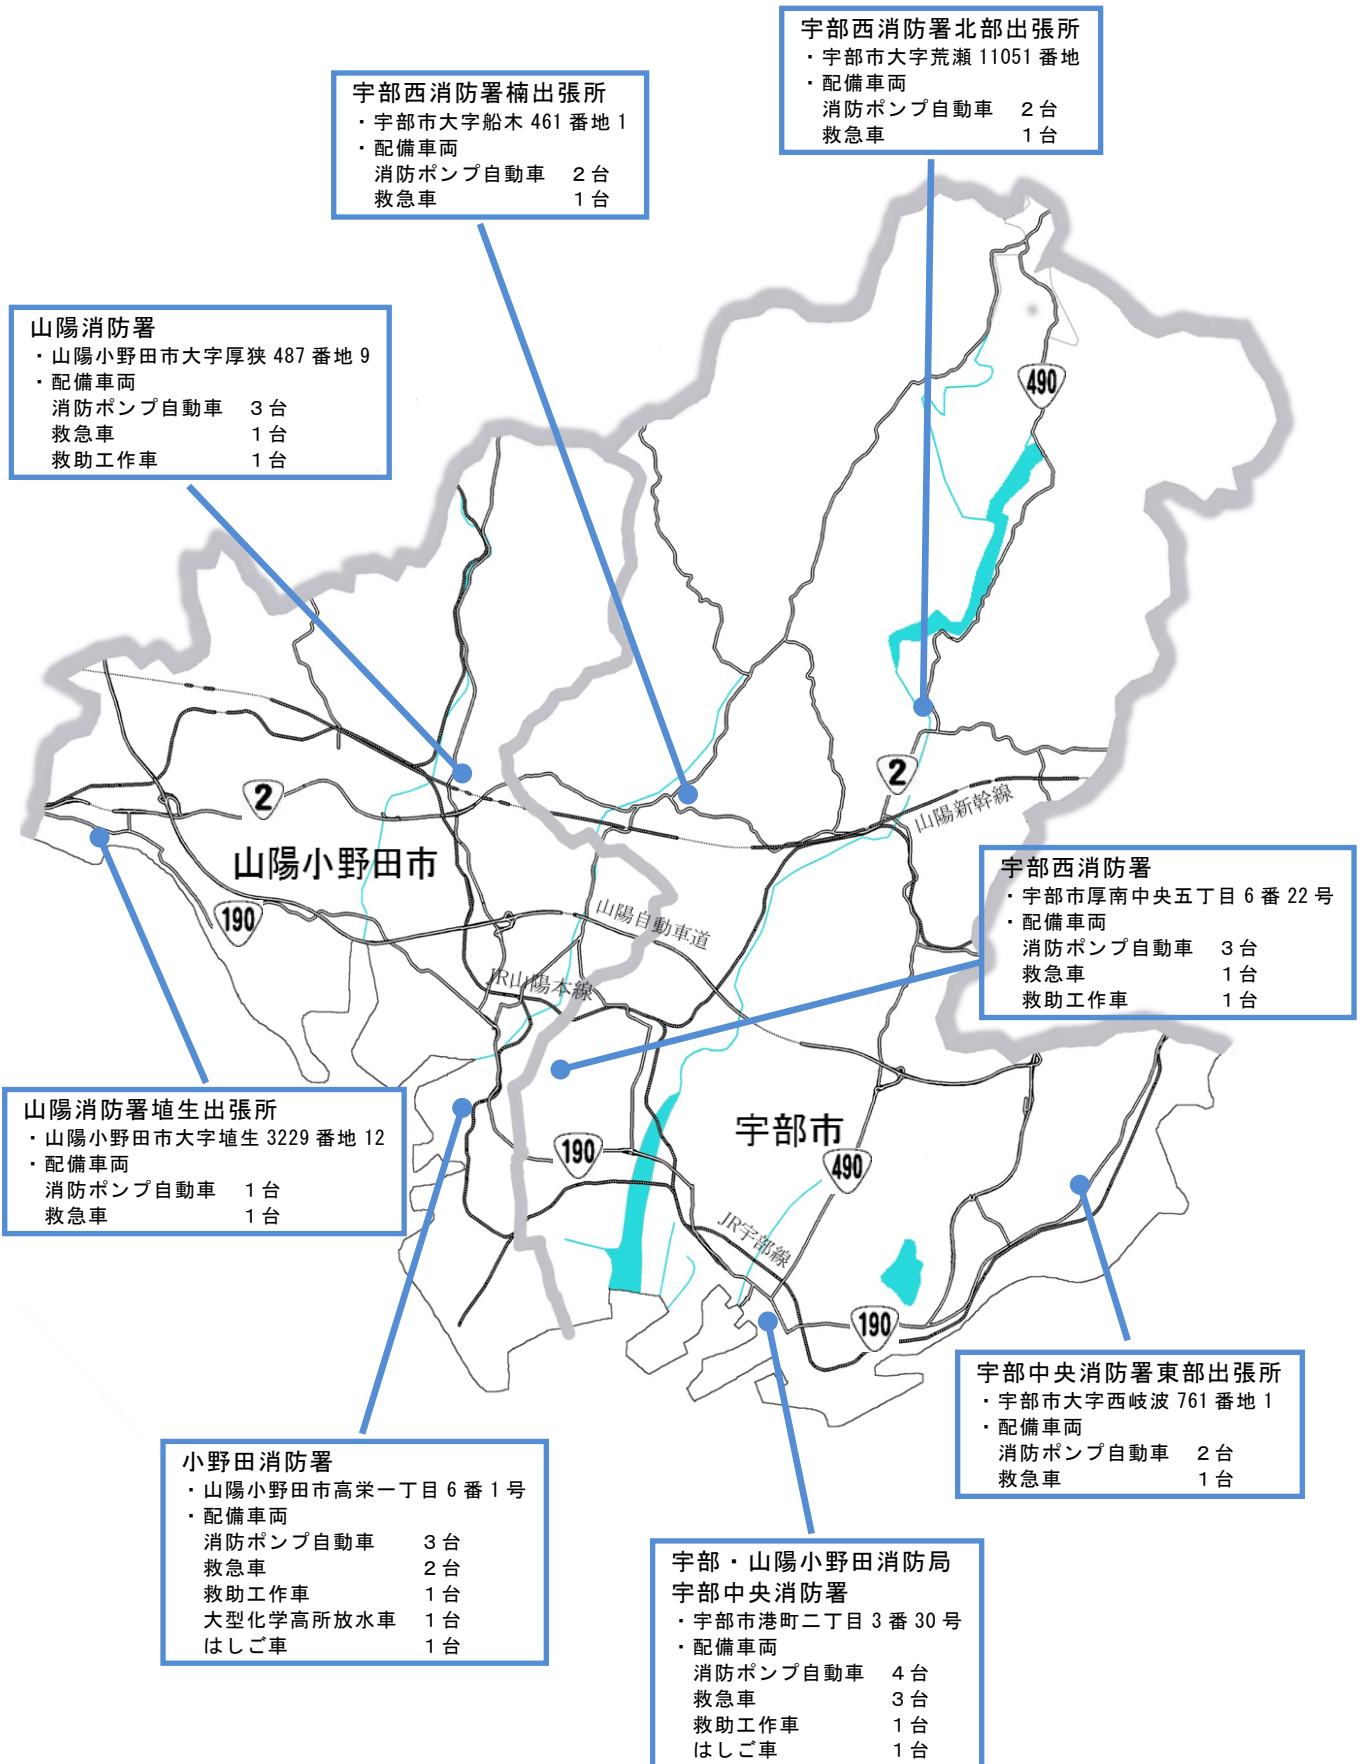 宇部西消防署北部出張所
・宇部市大字荒瀬 11051 番地
・配備車両
消防ポンプ自動車 2台
救急車 1台
宇部西消防署楠出張所
・宇部市大字船木 461 番地 1
・配備車両
消防ポンプ自動車 2台
救急車 1台
山陽消防署
・山陽小野田市大字厚狭 487 番地 9
・配備車両
消防ポンプ自動車 3台
救急車 1台
救助工作車 1台
490
2
2
山陽新幹線
山陽小野田市
190
山陽自動車道
JR山陽本線
宇部西消防署
・宇部市厚南中央五丁目 6 番 22 号
・配備車両
消防ポンプ自動車 3台
救急車 1台
救助工作車 1台
山陽消防署埴生出張所
・山陽小野田市大字埴生 3229 番地 12
・配備車両
消防ポンプ自動車 1台
救急車 1台
宇部市
190
490
JR宇部線
190
宇部中央消防署東部出張所
・宇部市大字西岐波 761 番地 1
・配備車両
消防ポンプ自動車 2台
救急車 1台
小野田消防署
・山陽小野田市高栄一丁目 6 番 1 号
・配備車両
消防ポンプ自動車 3台
救急車 2台
救助工作車 1台
大型化学高所放水車 1台
はしご車 1台
宇部・山陽小野田消防局
宇部中央消防署
・宇部市港町二丁目 3 番 30 号
・配備車両
消防ポンプ自動車 4台
救急車 3台
救助工作車 1台
はしご車 1台